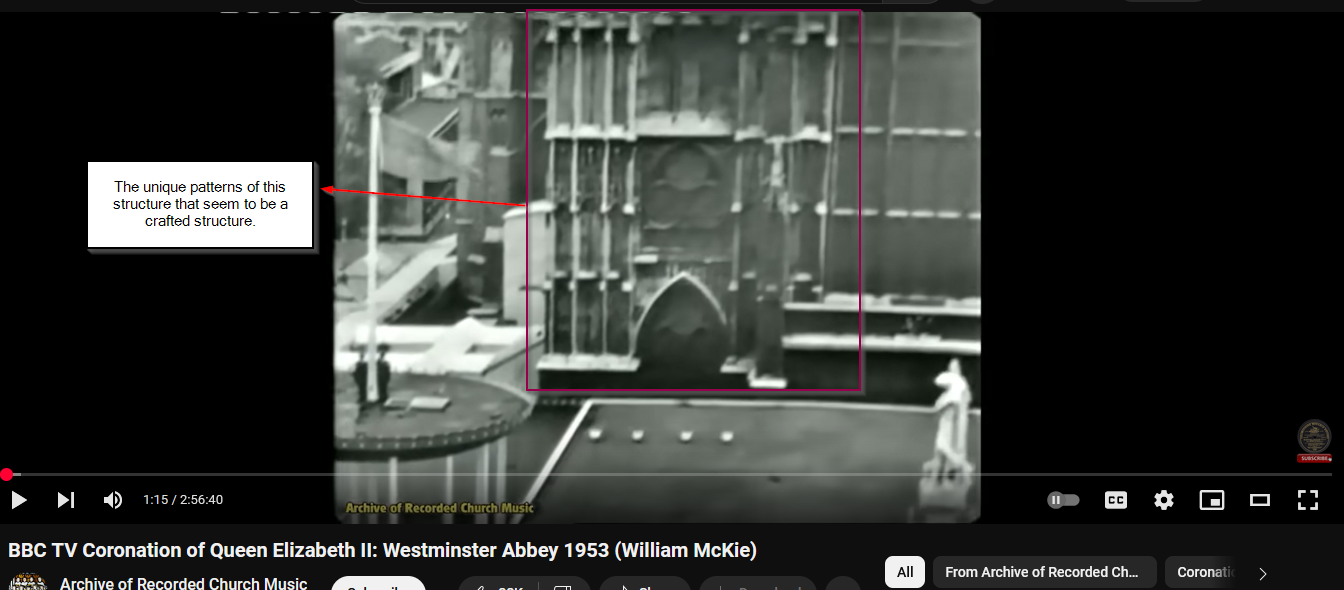 The unique patterns of this
structure that seem to be a
crafted structure.
SUBSCRIBE
1:15 / 2:56:40
CC
Archive of Recorded Church Music
BBC TV Coronation of Queen Elizabeth II: Westminster Abbey 1953 (William McKie)
All
From Archive of Recorded Ch...
Archive of Recorded Church Music